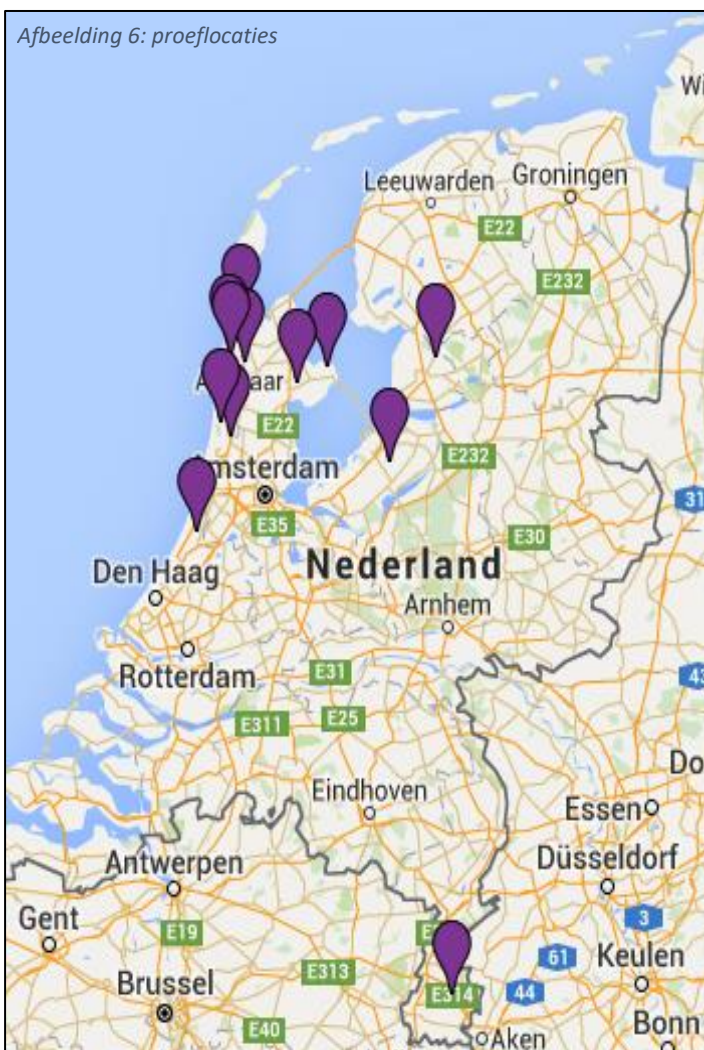 Afbeelding 6: proeflocaties
Wi
Leeuwarden
Groningen
E22
E232
A aar
E22
E232
msterdam
31
E35
E30
Den Haag
Nederland
Arnhem
Rotterdam
E31
43
E311
E25
Do
Eindhoven
Essen
Antwerpen
Düsseldorf
3
Gent
E19
E313
61
Keulen
Brussel
E314
44
E40
Aken
Bonn